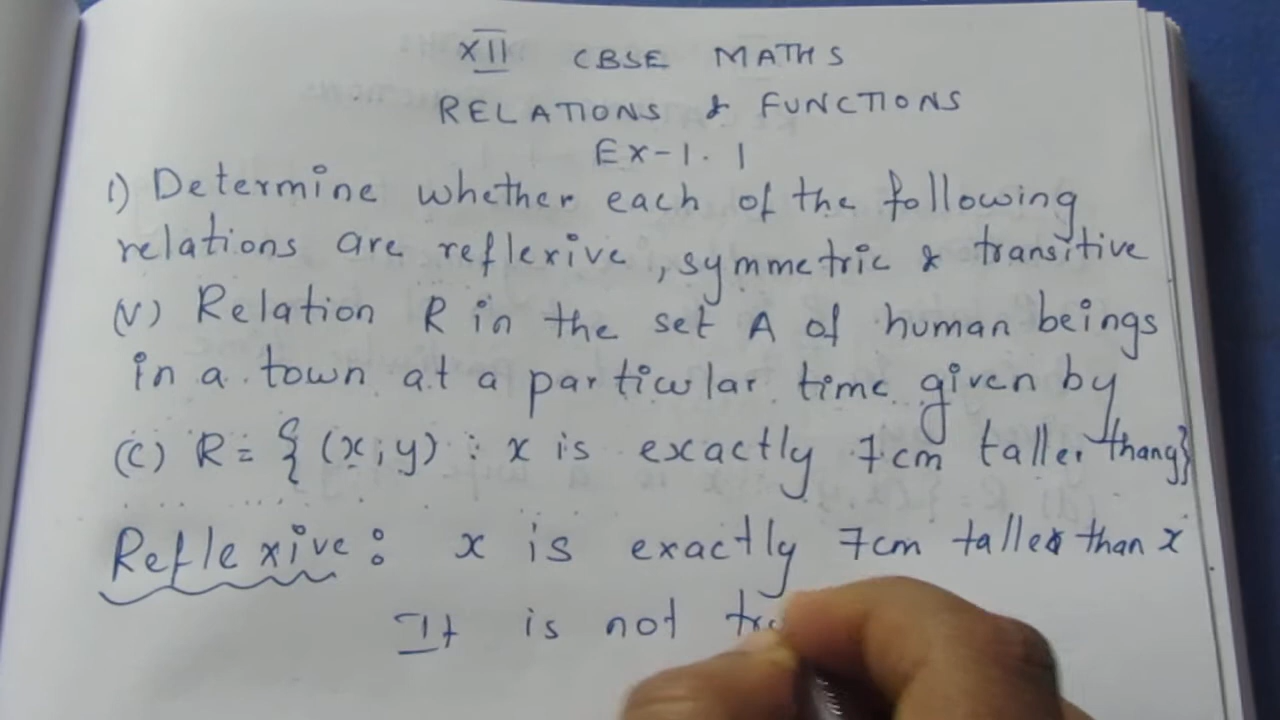 XII CBSE MATHS
RELATIONS & FUNCTIONS
Ex-1.1
1) Determine whether each of the following
relations are reflexive, symmetric & transitive
(V) Relation R in the set A of human beings
in a town at a particular time given by
(C) R = {(x,y) : x is exactly 7cm taller than y}
Reflexive: x is exactly 7cm taller than x
It is not